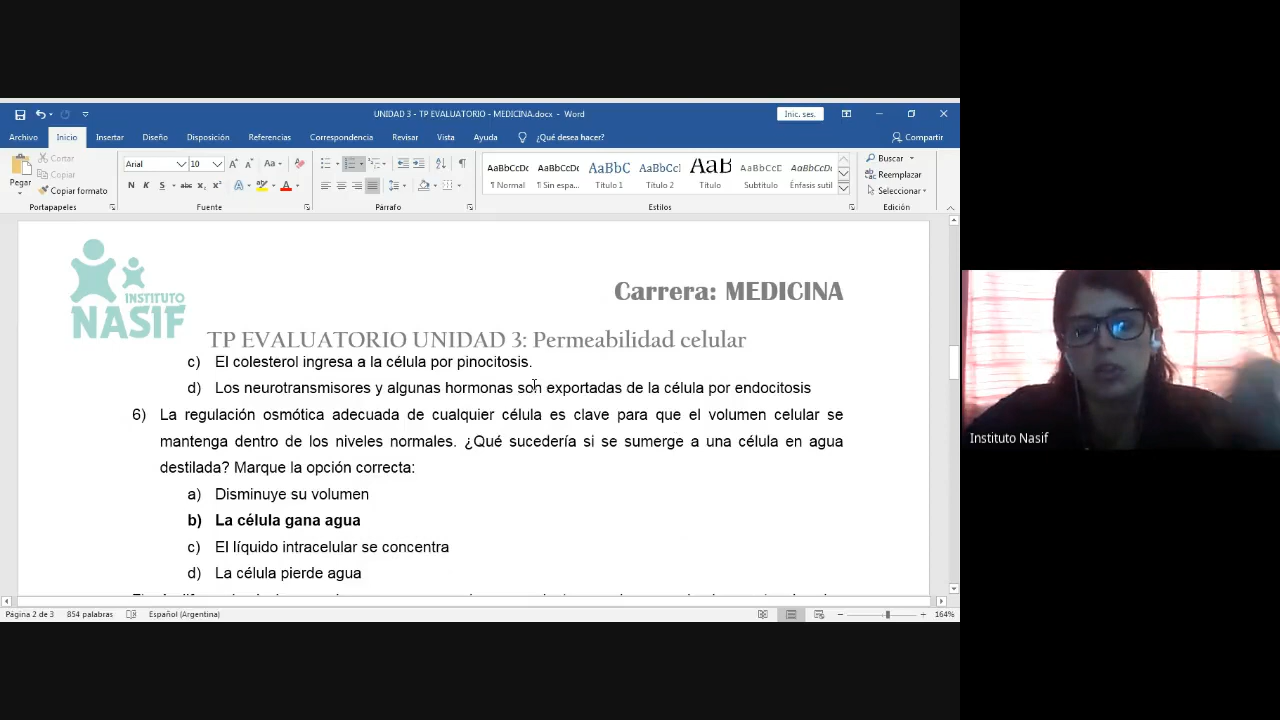 UNIDAD 3 - TP EVALUATORIO - MEDICINA.docx - Word
Inic. ses.
Archivo Inicio Insertar Diseño Disposición Referencias Correspondencia Revisar Vista Ayuda ¿Qué desea hacer? Compartir
Pegar
Cortar
Copiar
Copiar formato
Portapapeles
Arial 10
Fuente
Párrafo
AaBbCcDc AaBbCcDc AaBbC AaBbCcl AaB AaBbCcD AaBbCcDc
¶ Normal ¶ Sin espa... Título 1 Título 2 Título Subtítulo Énfasis sutil
Estilos
Buscar
Reemplazar
Seleccionar
Edición
INSTITUTO
NASIF
Carrera: MEDICINA
TP EVALUATORIO UNIDAD 3: Permeabilidad celular
c) El colesterol ingresa a la célula por pinocitosis.
d) Los neurotransmisores y algunas hormonas son exportadas de la célula por endocitosis
6) La regulación osmótica adecuada de cualquier célula es clave para que el volumen celular se
mantenga dentro de los niveles normales. ¿Qué sucedería si se sumerge a una célula en agua
destilada? Marque la opción correcta:
a) Disminuye su volumen
b) La célula gana agua
c) El líquido intracelular se concentra
d) La célula pierde agua
Página 2 de 3 854 palabras Español (Argentina) 164%
Instituto Nasif